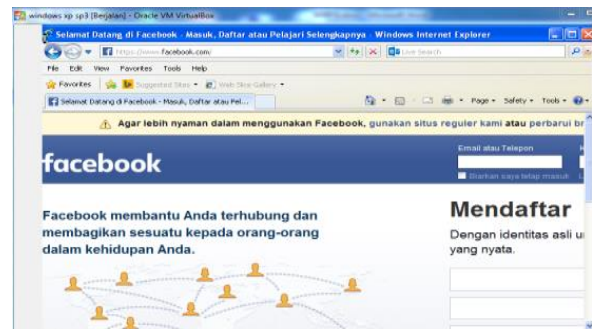 windows xp sp3 [Berjalan] - Oracle VM VirtualBox
Selamat Datang di Facebook - Masuk, Daftar atau Pelajari Selengkapnya - Windows Internet Explorer
https://www.facebook.com/
Live Search
File Edit View Favorites Tools Help
Favorites Suggested Sites Web Slice Gallery
Selamat Datang di Facebook - Masuk, Daftar atau Pel...
Page Safety Tools
Agar lebih nyaman dalam menggunakan Facebook, gunakan situs reguler kami atau perbarui br
Email atau Telepon K
facebook
Biarkan saya tetap masuk L
Facebook membantu Anda terhubung dan
membagikan sesuatu kepada orang-orang
dalam kehidupan Anda.
Mendaftar
Dengan identitas asli
yang nyata.